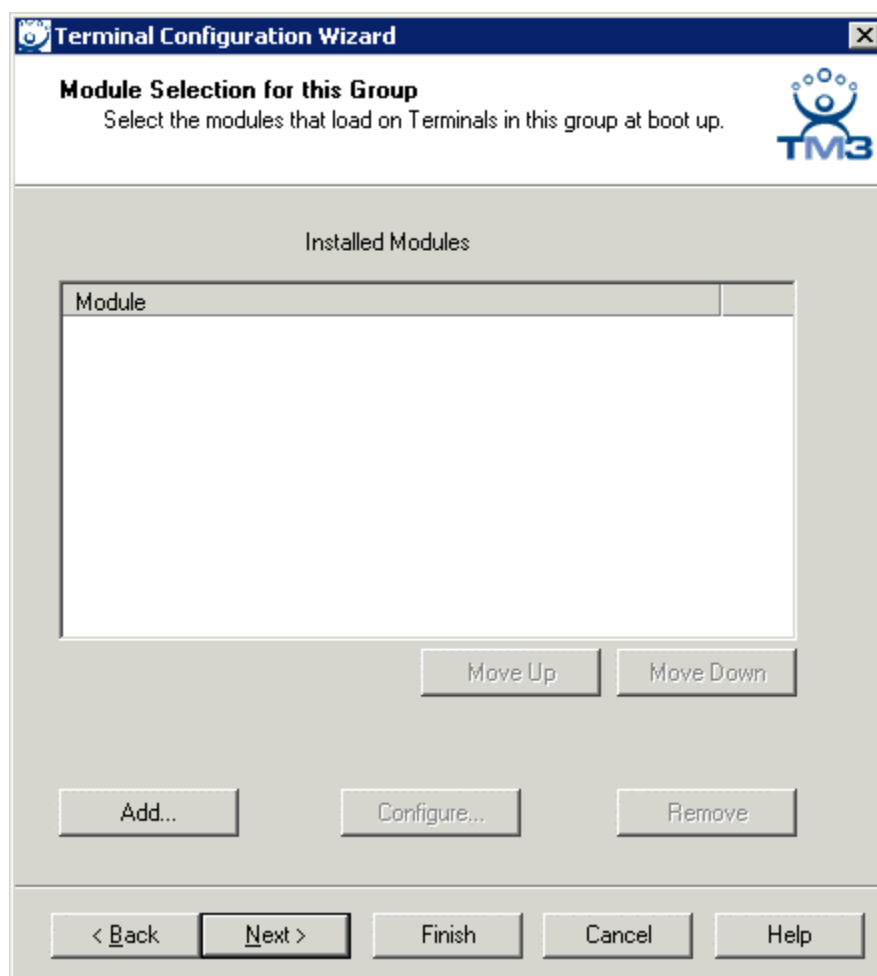 Terminal Configuration Wizard
Module Selection for this Group
Select the modules that load on Terminals in this group at boot up.
TM3
Installed Modules
Module
Move Up
Move Down
Add...
Configure...
Remove
< Back
Next >
Finish
Cancel
Help